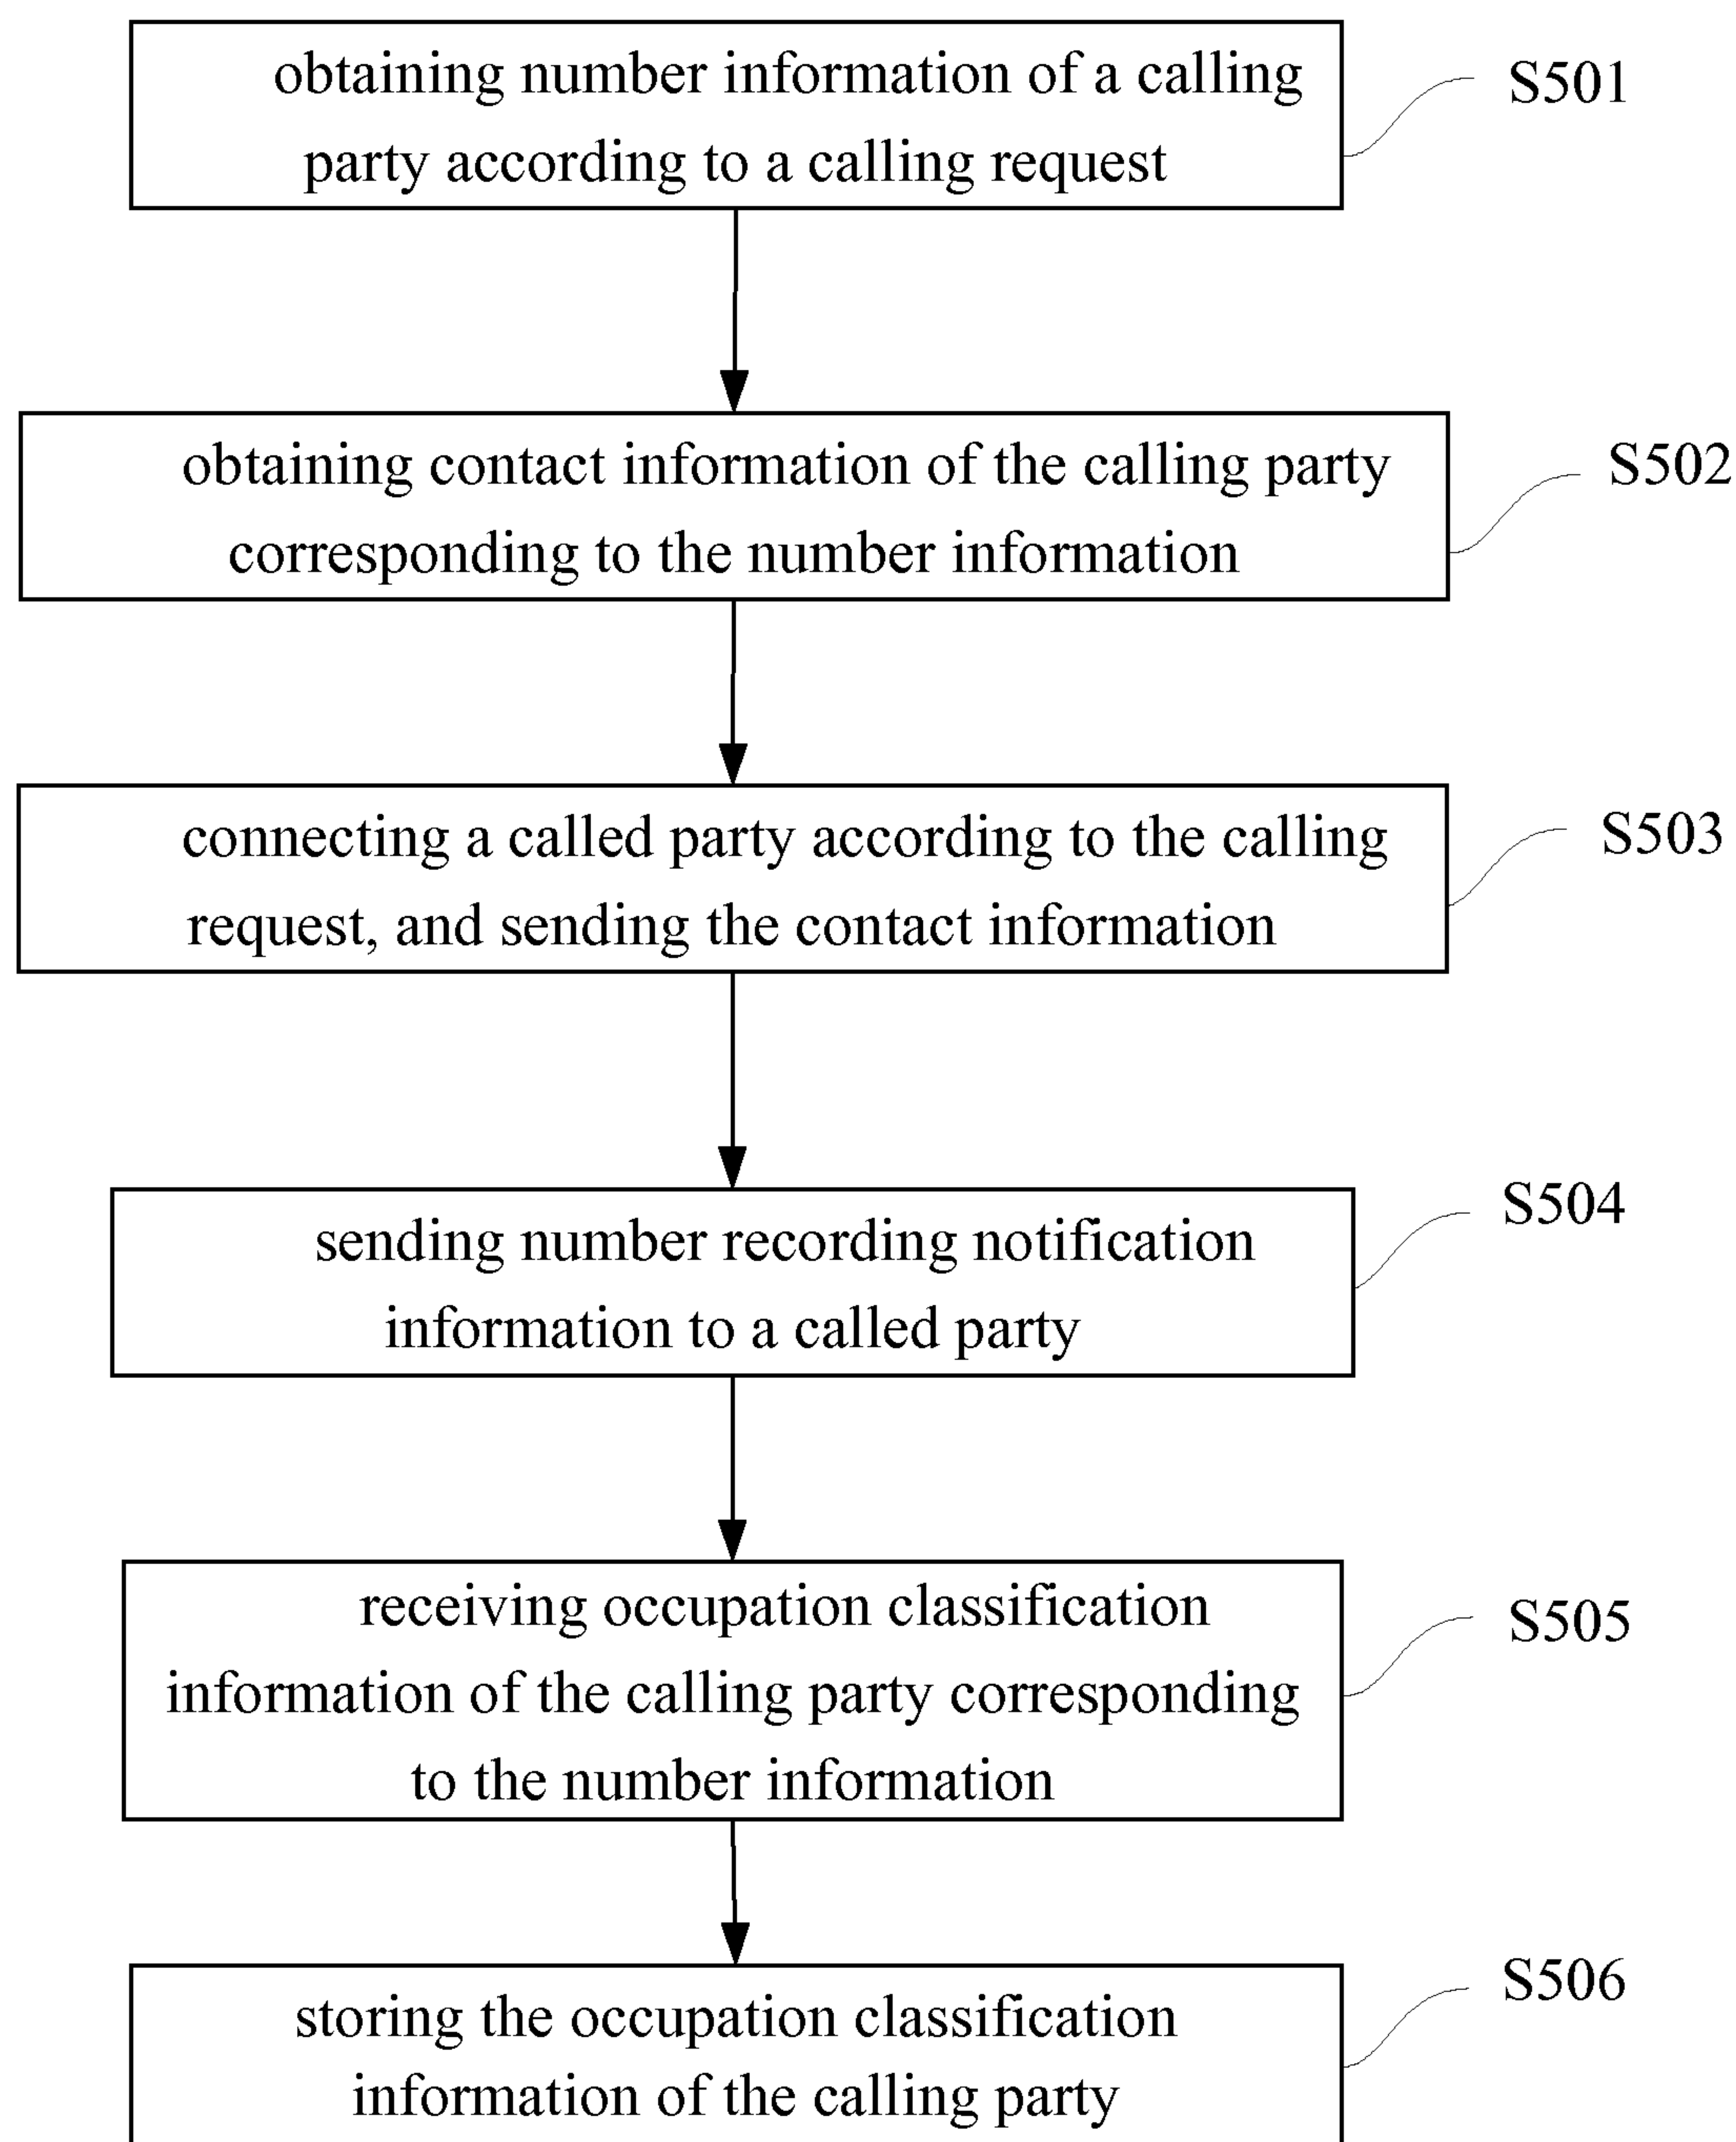 obtaining number information of a calling
party according to a calling request
S501
obtaining contact information of the calling party
corresponding to the number information
S502
connecting a called party according to the calling
request, and sending the contact information
S503
sending number recording notification
information to a called party
S504
receiving occupation classification
information of the calling party corresponding
to the number information
S505
storing the occupation classification
information of the calling party
S506